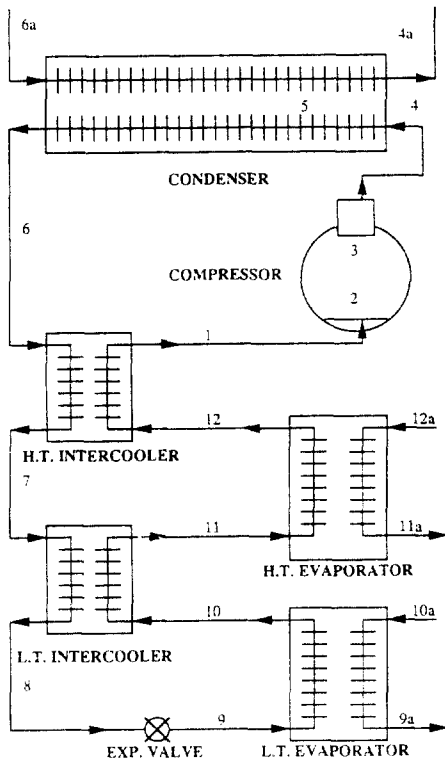 6a
4a
5
4
CONDENSER
6
3
COMPRESSOR
2
1
12
12a
H.T. INTERCOOLER
7
11
11a
H.T. EVAPORATOR
10
10a
L.T. INTERCOOLER
8
9
9a
EXP. VALVE
L.T. EVAPORATOR